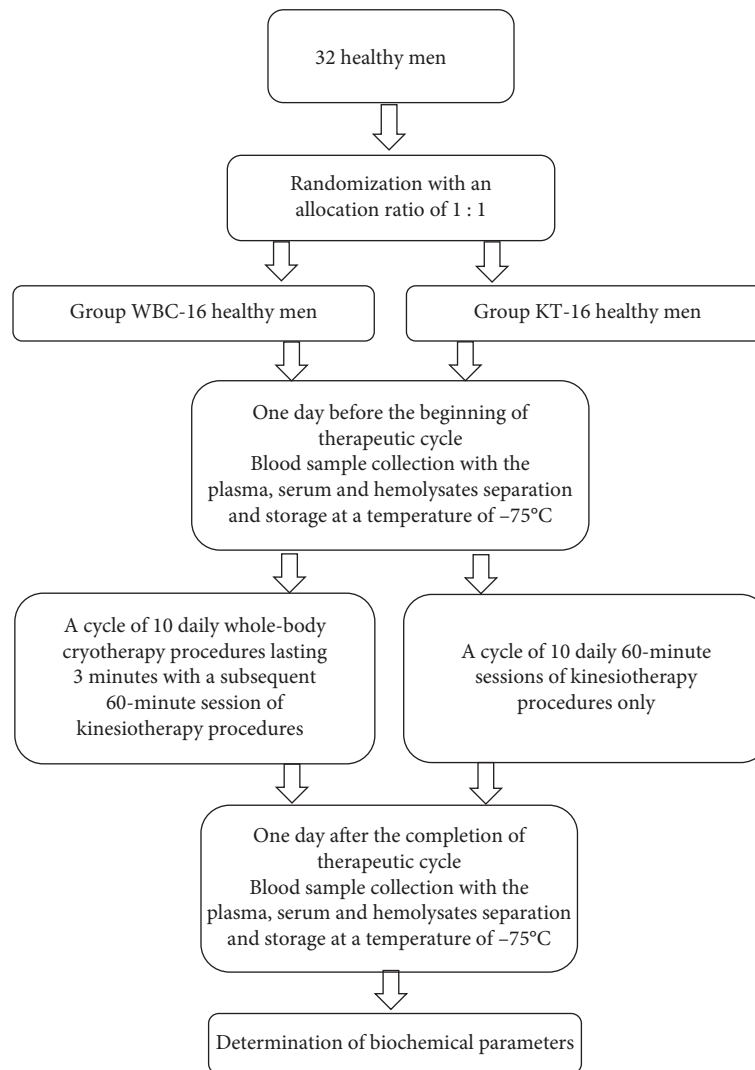 32 healthy men
Randomization with an
allocation ratio of 1 : 1
Group WBC-16 healthy men
Group KT-16 healthy men
One day before the beginning of
therapeutic cycle
Blood sample collection with the
plasma, serum and hemolysates separation
and storage at a temperature of –75°C
A cycle of 10 daily whole-body
cryotherapy procedures lasting
3 minutes with a subsequent
60-minute session of
kinesiotherapy procedures
A cycle of 10 daily 60-minute
sessions of kinesiotherapy
procedures only
One day after the completion of
therapeutic cycle
Blood sample collection with the
plasma, serum and hemolysates separation
and storage at a temperature of –75°C
Determination of biochemical parameters